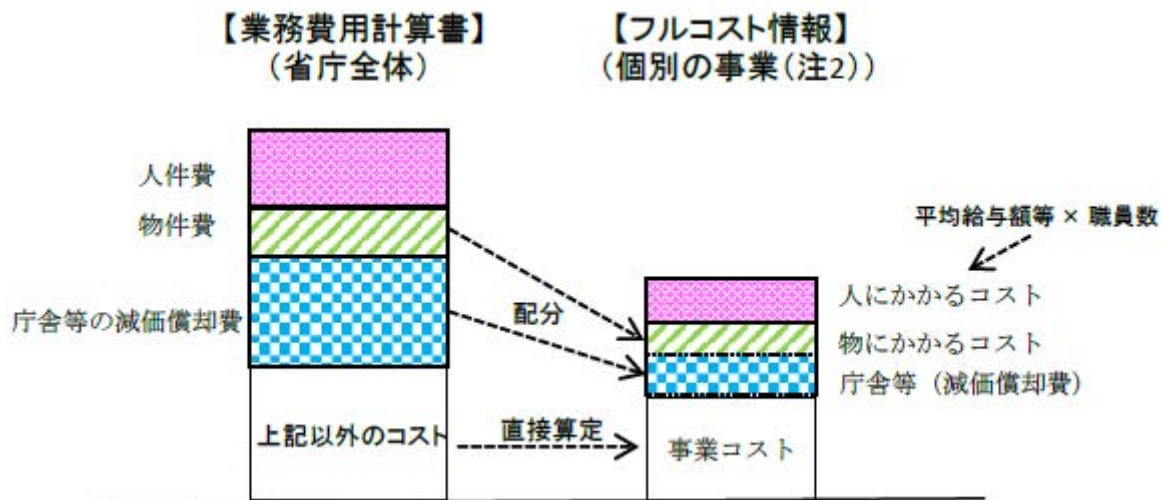 【業務費用計算書】
(省庁全体)
【フルコスト情報】
(個別の事業(注2))
人件費
物件費
庁舎等の減価償却費
上記以外のコスト
配分
直接算定
平均給与額等 × 職員数
人にかかるコスト
物にかかるコスト
庁舎等（減価償却費）
事業コスト